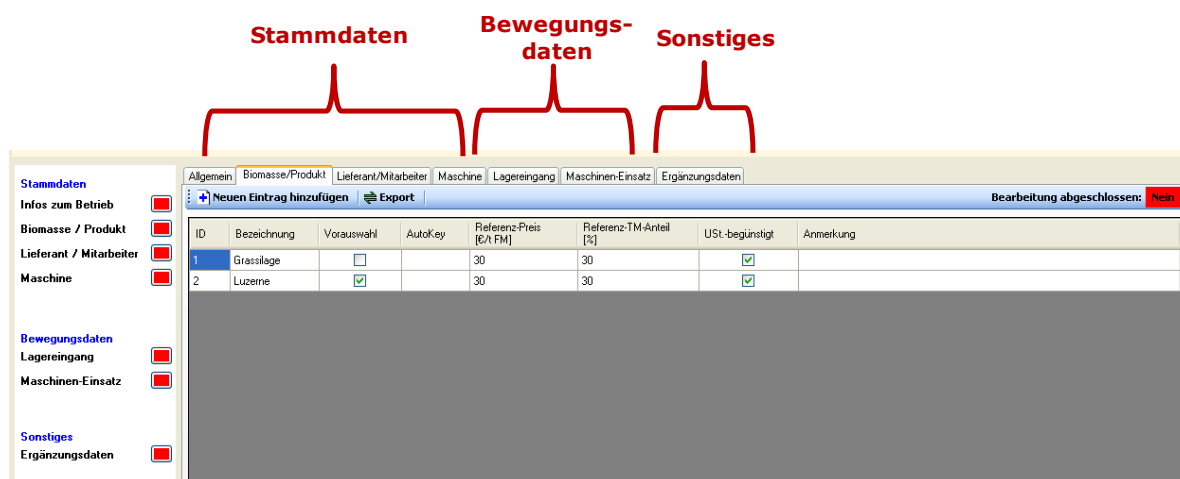 Stammdaten
Bewegungs-
daten
Sonstiges
Allgemein Biomasse/Produkt Lieferant/Mitarbeiter Maschine Lagereingang Maschinen-Einsatz Ergänzungsdaten
Neuen Eintrag hinzufügen Export Bearbeitung abgeschlossen: Nein
Stammdaten
Infos zum Betrieb
Biomasse / Produkt
Lieferant / Mitarbeiter
Maschine
Bewegungsdaten
Lagereingang
Maschinen-Einsatz
Sonstiges
Ergänzungsdaten
ID Bezeichnung Vorauswahl AutoKey Referenz-Preis [€/t FM] Referenz-TM-Anteil [%] USt.-begünstigt Anmerkung
1 Grassilage 30 30
2 Luzerne 30 30